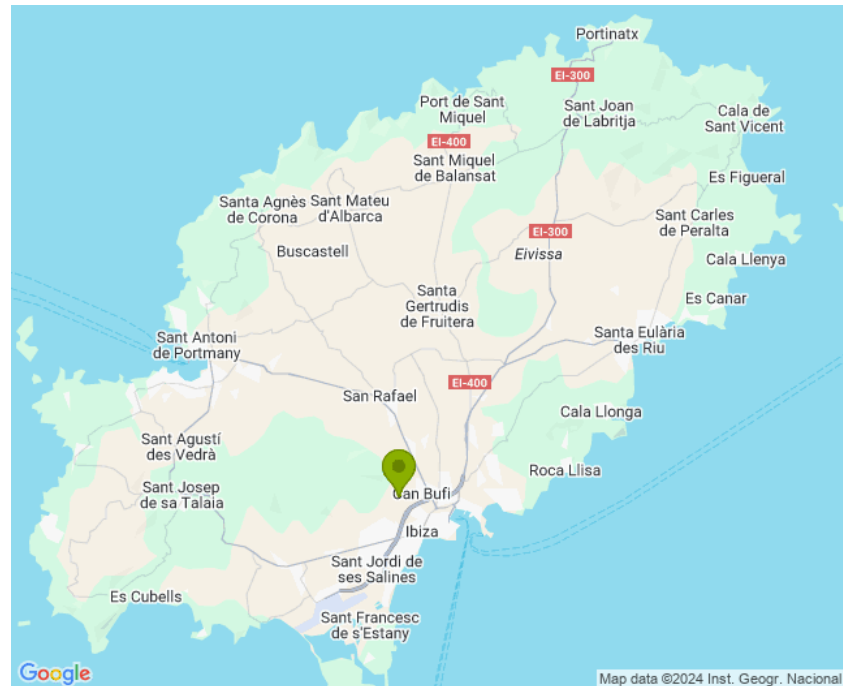 Portinatx
EI-300
Port de Sant
Miquel
Sant Joan
de Labritja
Cala de
Sant Vicent
EI-400
Sant Miquel
de Balansat
Es Figueral
Santa Agnès
de Corona
Sant Mateu
d'Albarca
Sant Carles
de Peralta
EI-300
Buscastell
Eivissa
Cala Llenya
Santa
Gertrudis
de Fruitera
Es Canar
Sant Antoni
de Portmany
Santa Eulària
des Riu
EI-400
San Rafael
Cala Llonga
Sant Agustí
des Vedrà
Roca Llisa
Sant Josep
de sa Talaia
Can Bufi
Ibiza
Sant Jordi de
ses Salines
Es Cubells
Sant Francesc
de s'Estany
Google
Map data ©2024 Inst. Geogr. Nacional